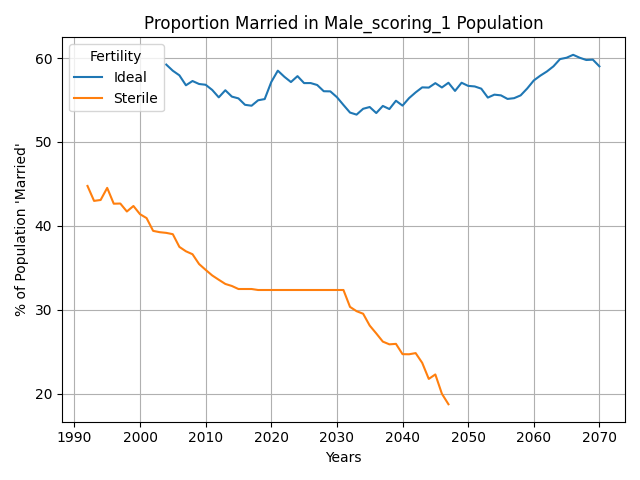 Proportion Married in Male_scoring_1 Population
Fertility
Ideal
Sterile
% of Population 'Married'
60
50
40
30
20
1990 2000 2010 2020 2030 2040 2050 2060 2070
Years